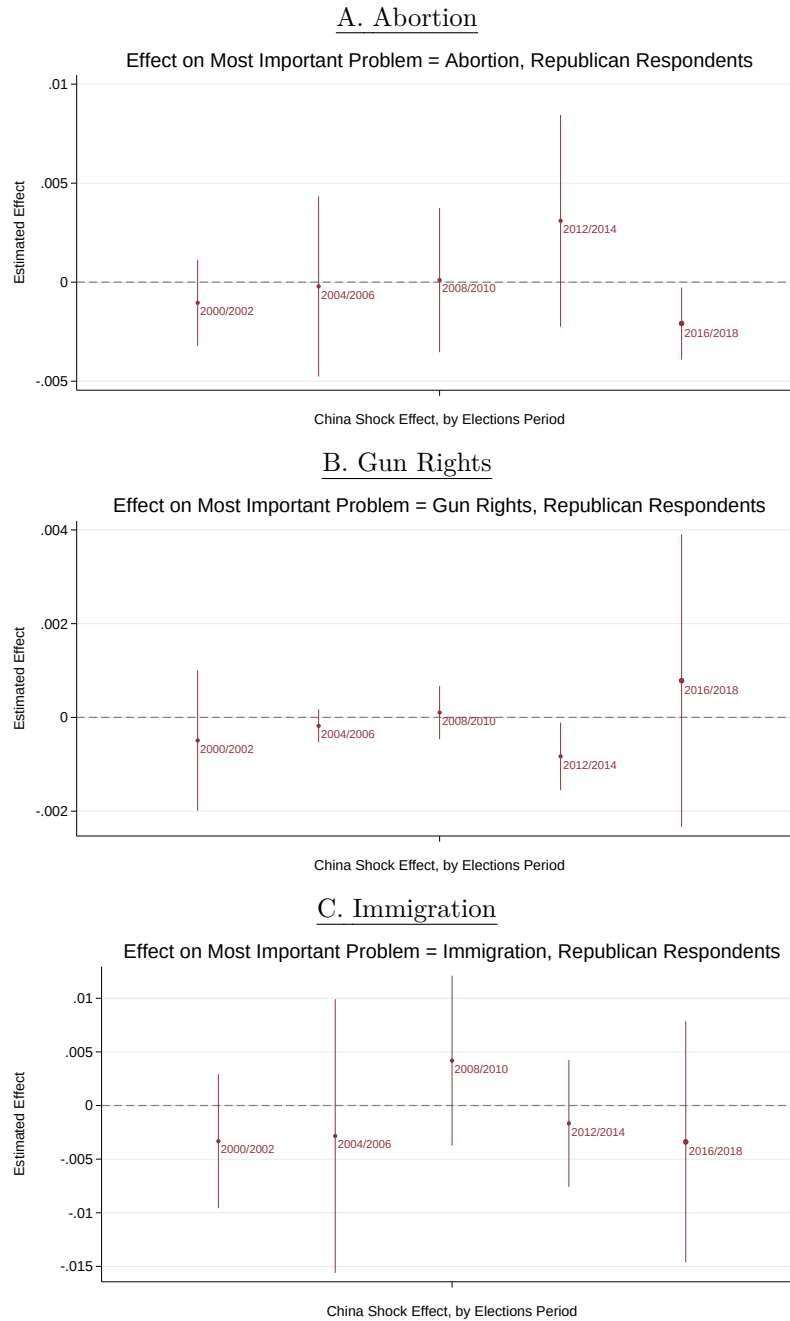 A. Abortion
Effect on Most Important Problem = Abortion, Republican Respondents
.01
.005
0
-.005
Estimated Effect
2000/2002
2004/2006
2008/2010
2012/2014
2016/2018
China Shock Effect, by Elections Period
B. Gun Rights
Effect on Most Important Problem = Gun Rights, Republican Respondents
.004
.002
0
-.002
Estimated Effect
2000/2002
2004/2006
2008/2010
2012/2014
2016/2018
China Shock Effect, by Elections Period
C. Immigration
Effect on Most Important Problem = Immigration, Republican Respondents
.01
.005
0
-.005
-.01
-.015
Estimated Effect
2000/2002
2004/2006
2008/2010
2012/2014
2016/2018
China Shock Effect, by Elections Period